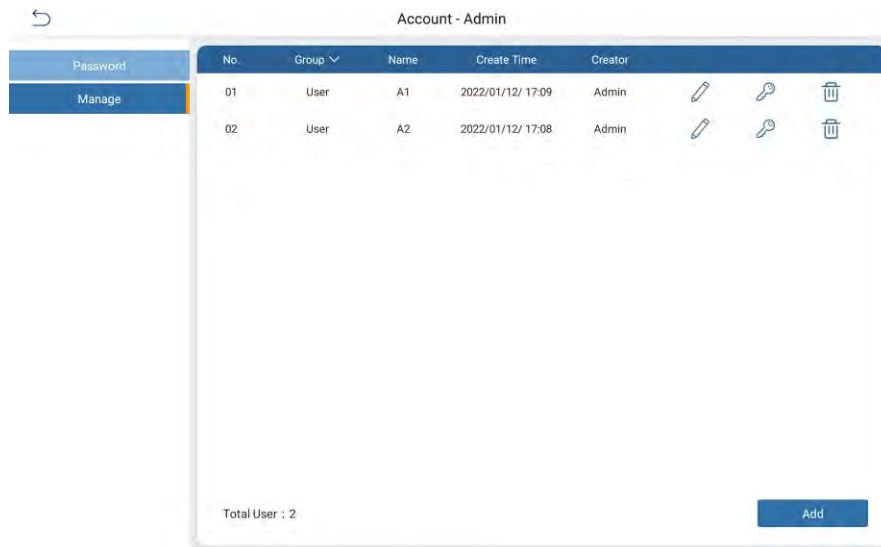 Account - Admin
Password
Manage
No. Group Name Create Time Creator
01 User A1 2022/01/12/ 17:09 Admin
02 User A2 2022/01/12/ 17:08 Admin
Total User : 2
Add